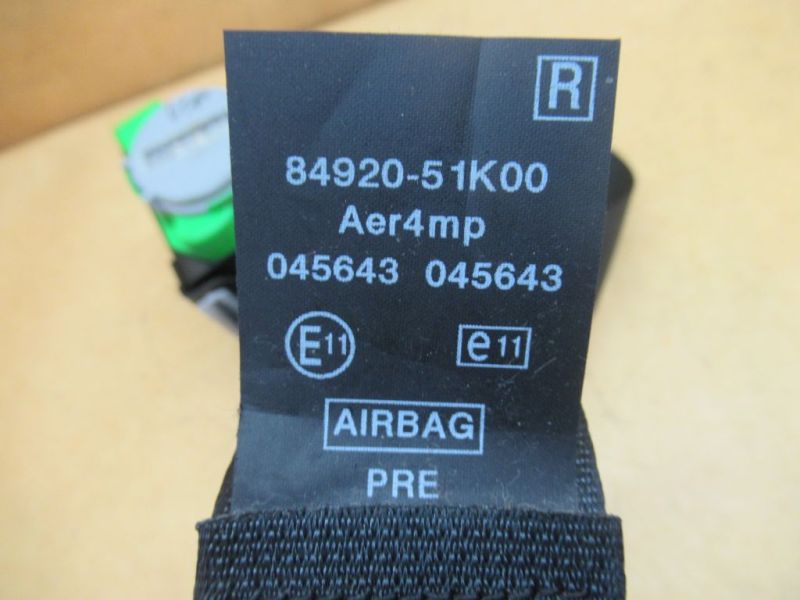 R
84920-51K00
Aer4mp
045643 045643
E11 e11
AIRBAG
PRE